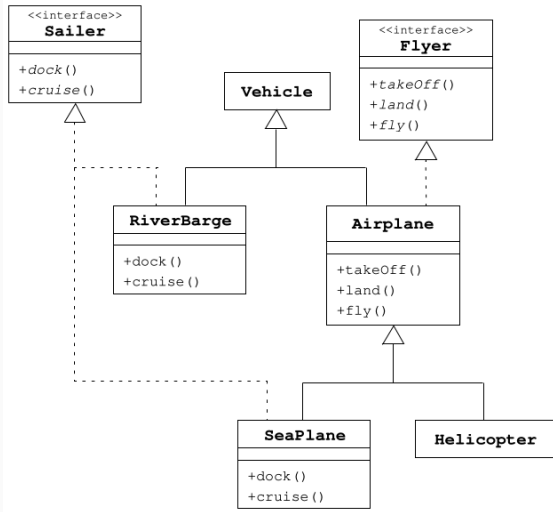 <<interface>>
Sailer
+dock()
+cruise()
<<interface>>
Flyer
+takeOff()
+land()
+fly()
Vehicle
RiverBarge
+dock()
+cruise()
Airplane
+takeOff()
+land()
+fly()
SeaPlane
+dock()
+cruise()
Helicopter